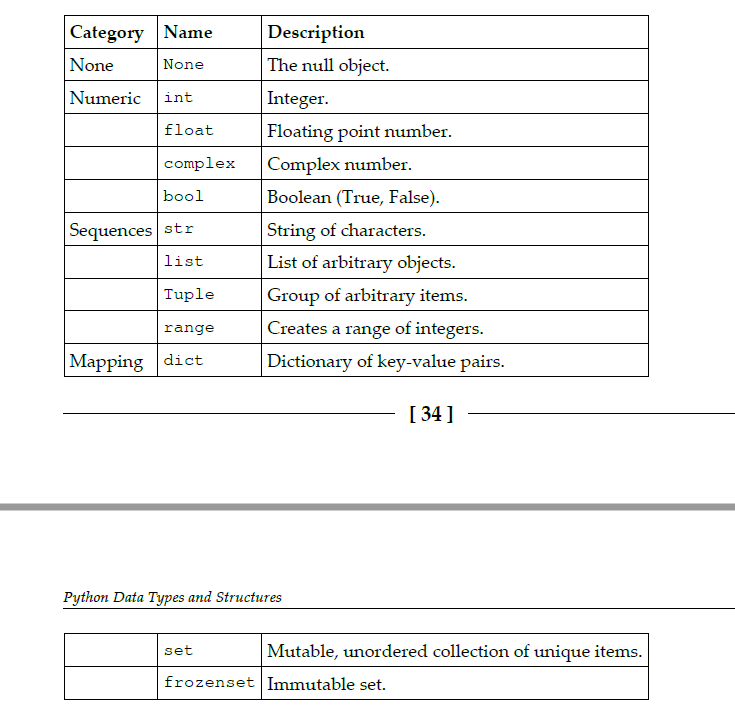 Category Name Description
None None The null object.
Numeric int Integer.
float Floating point number.
complex Complex number.
bool Boolean (True, False).
Sequences str String of characters.
list List of arbitrary objects.
Tuple Group of arbitrary items.
range Creates a range of integers.
Mapping dict Dictionary of key-value pairs.
[ 34 ]
Python Data Types and Structures
set Mutable, unordered collection of unique items.
frozenset Immutable set.